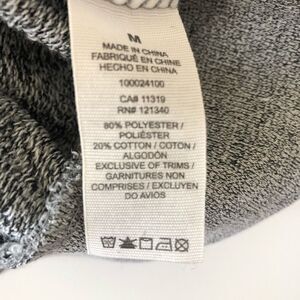 M
MADE IN CHINA
FABRIQUÉ EN CHINE
HECHO EN CHINA
100024100
CA# 11319
RN# 121340
80% POLYESTER /
POLIÉSTER
20% COTTON / COTON /
ALGODÓN
EXCLUSIVE OF TRIMS /
GARNITURES NON
COMPRISES / EXCLUYEN
DO AVIOS